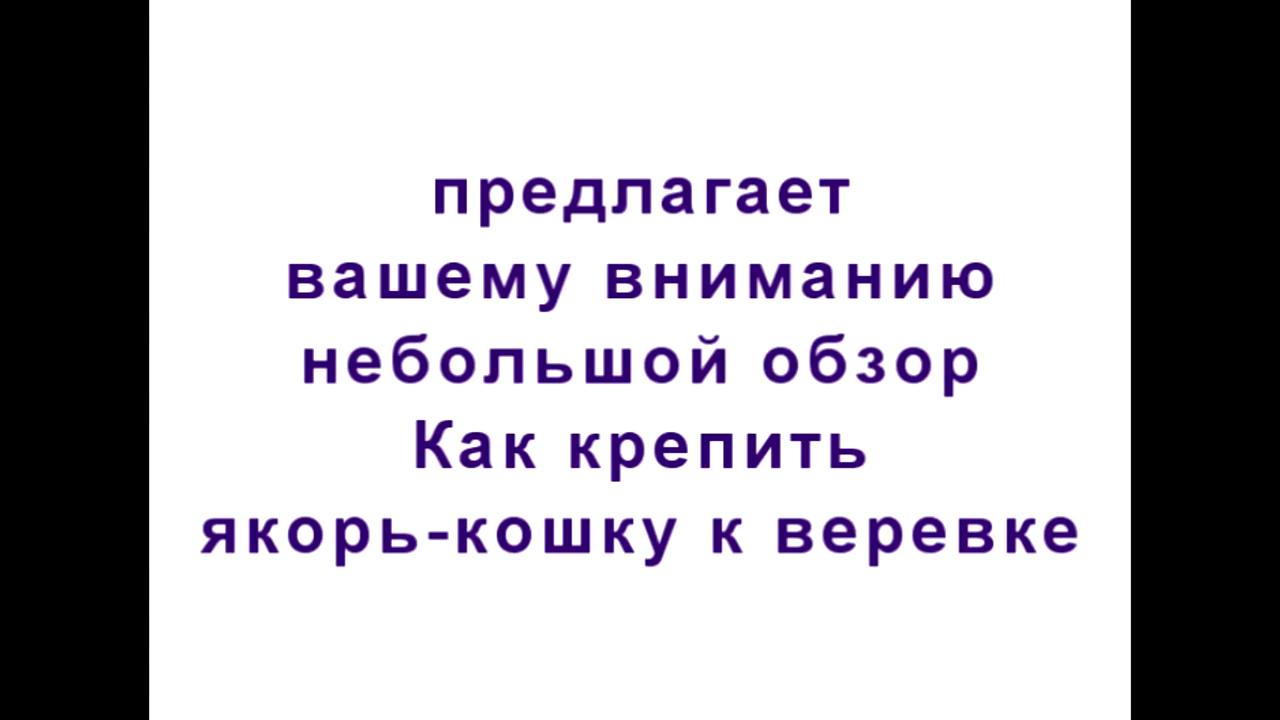 предлагает
вашему вниманию
небольшой обзор
Как крепить
якорь-кошку к веревке